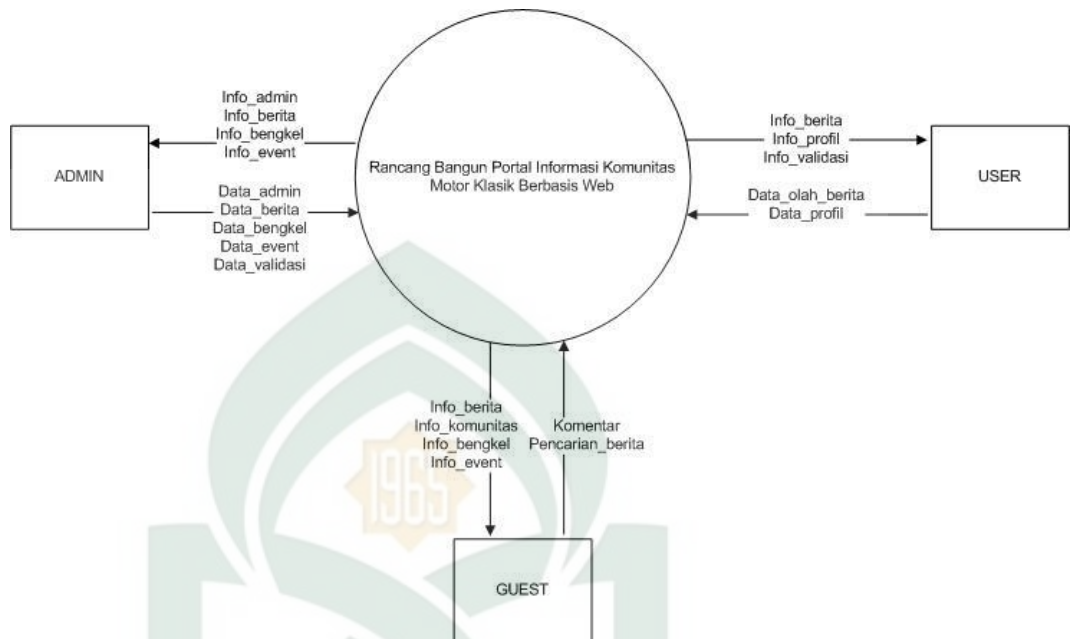 Info_admin
Info_berita
Info_bengkel
Info_event
ADMIN
Data_admin
Data_berita
Data_bengkel
Data_event
Data_validasi
Rancang Bangun Portal Informasi Komunitas
Motor Klasik Berbasis Web
Info_berita
Info_profil
Info_validasi
USER
Data_olah_berita
Data_profil
Info_berita
Info_komunitas
Info_bengkel
Info_event
Komentar
Pencarian_berita
1965
GUEST